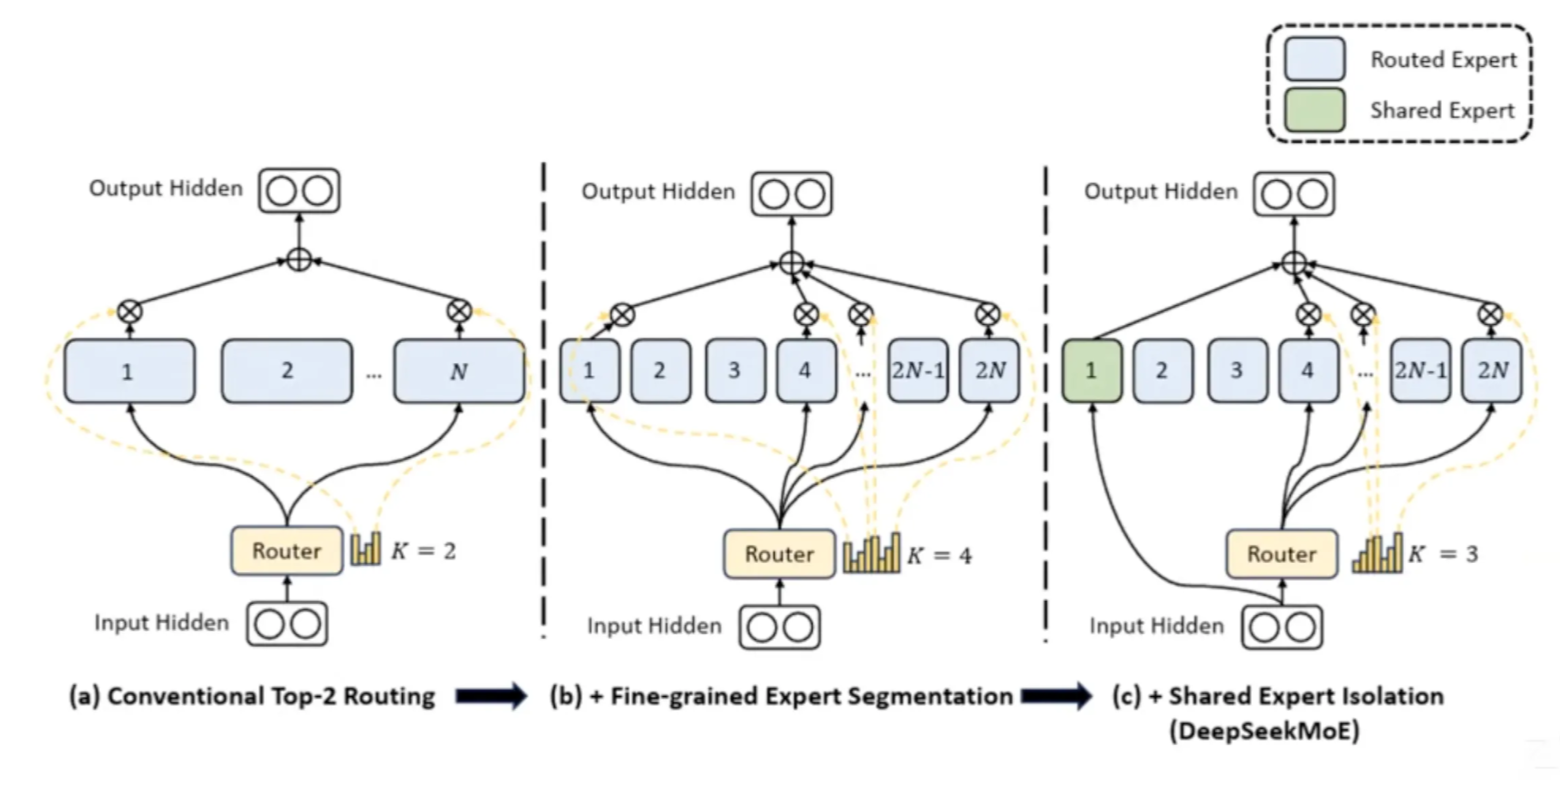 Routed Expert
Shared Expert
Output Hidden
1
2
...
N
Router
K = 2
Input Hidden
(a) Conventional Top-2 Routing
Output Hidden
1
2
3
4
...
2N-1
2N
Router
K = 4
Input Hidden
(b) + Fine-grained Expert Segmentation
Output Hidden
1
2
3
4
...
2N-1
2N
Router
K = 3
Input Hidden
(c) + Shared Expert Isolation
(DeepSeekMoE)